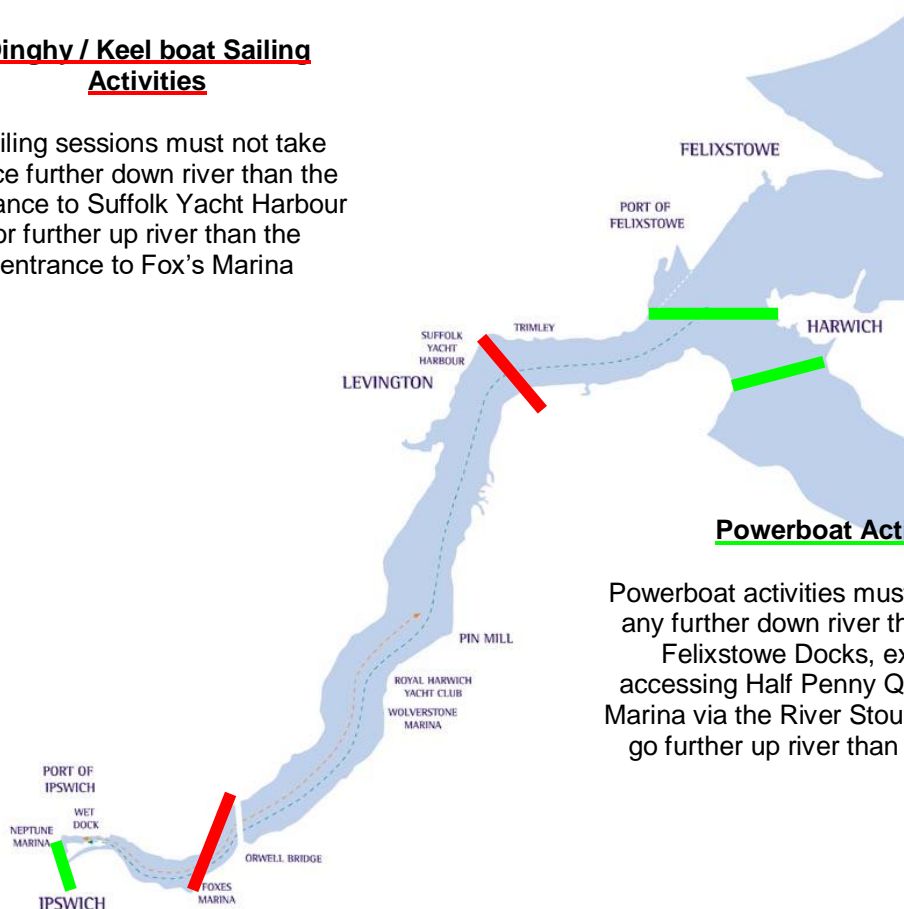 Dinghy / Keel boat Sailing
Activities
iling sessions must not take
ce further down river than the
ance to Suffolk Yacht Harbour
or further up river than the
entrance to Fox's Marina
FELIXSTOWE
PORT OF
FELIXSTOWE
HARWICH
TRIMLEY
SUFFOLK
YACHT
HARBOUR
LEVINGTON
Powerboat Act
Powerboat activities must
any further down river th
Felixstowe Docks, ex
accessing Half Penny Q
Marina via the River Stou
go further up river than
PIN MILL
ROYAL HARWICH
YACHT CLUB
WOLVERSTONE
MARINA
PORT OF
IPSWICH
WET
DOCK
NEPTUNE
MARINA
ORWELL BRIDGE
FOXES
MARINA
IPSWICH